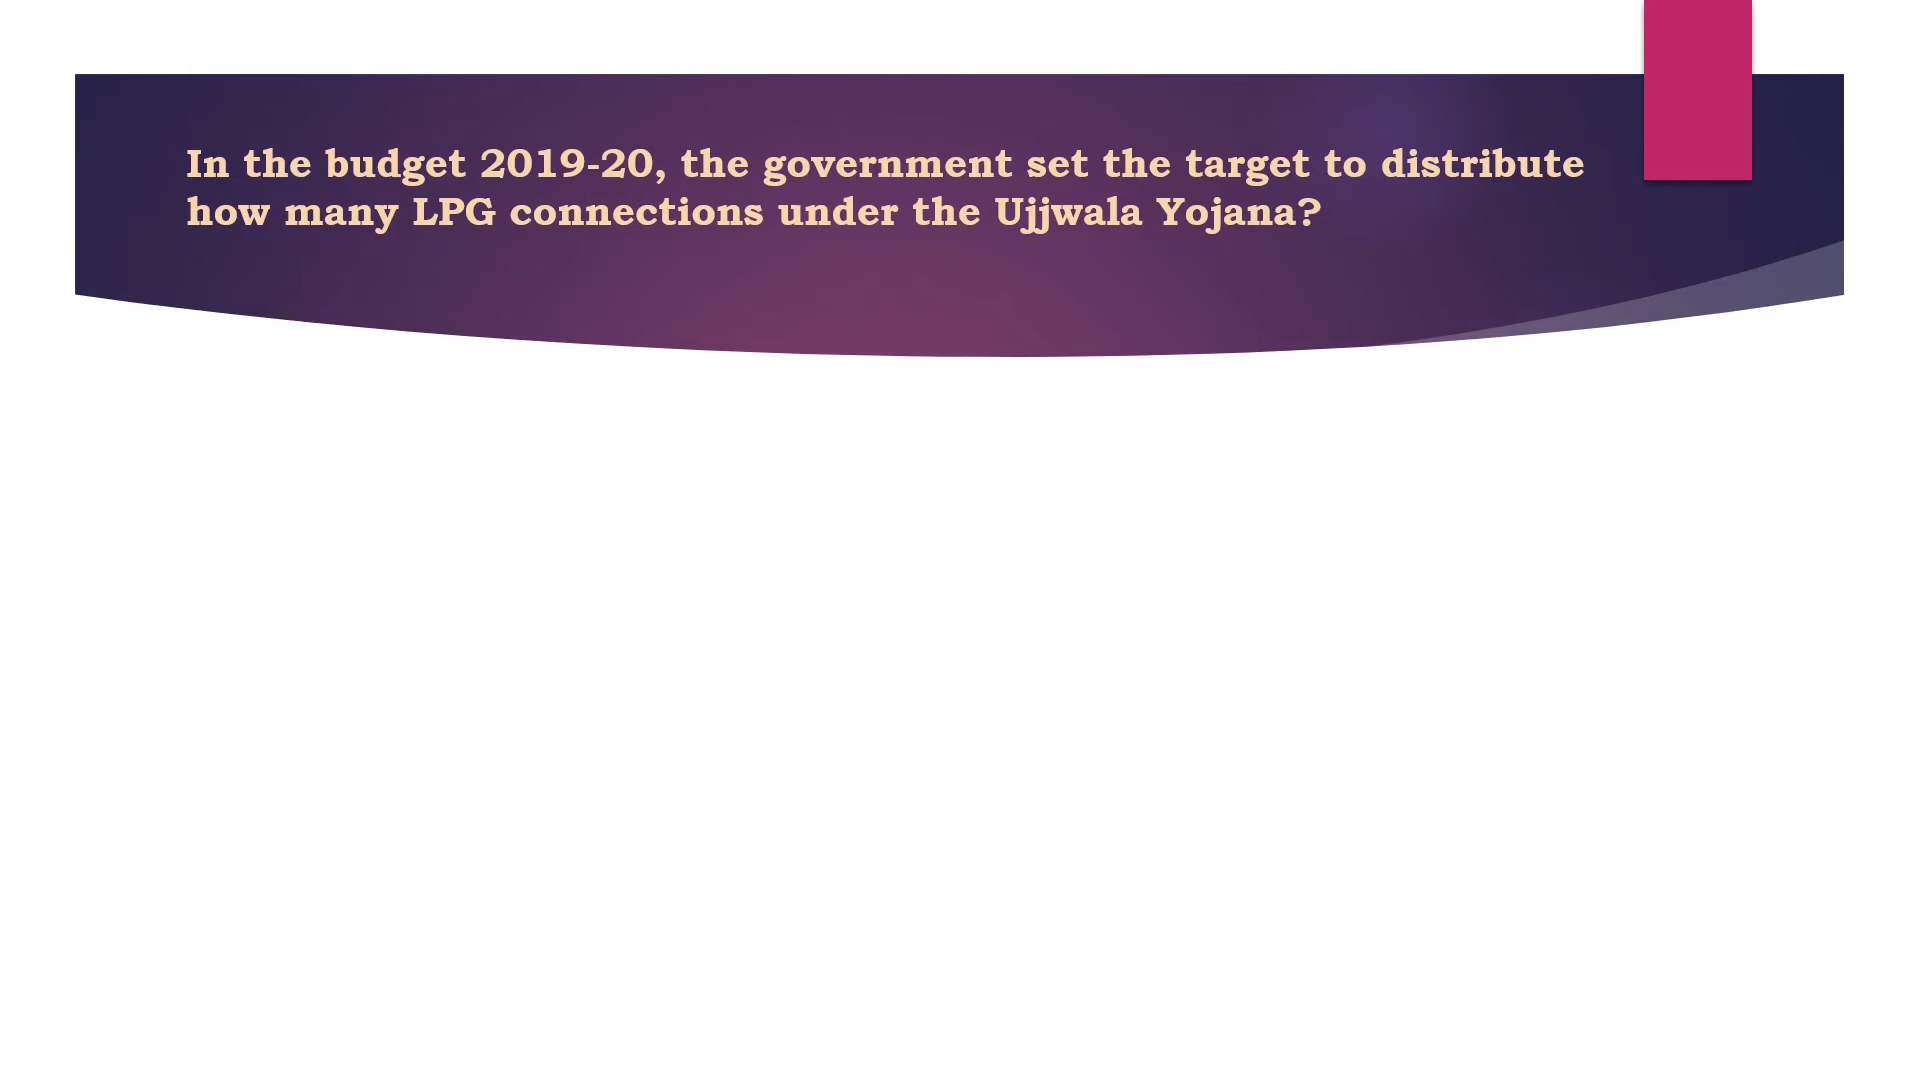 In the budget 2019-20, the government set the target to distribute
how many LPG connections under the Ujjwala Yojana?